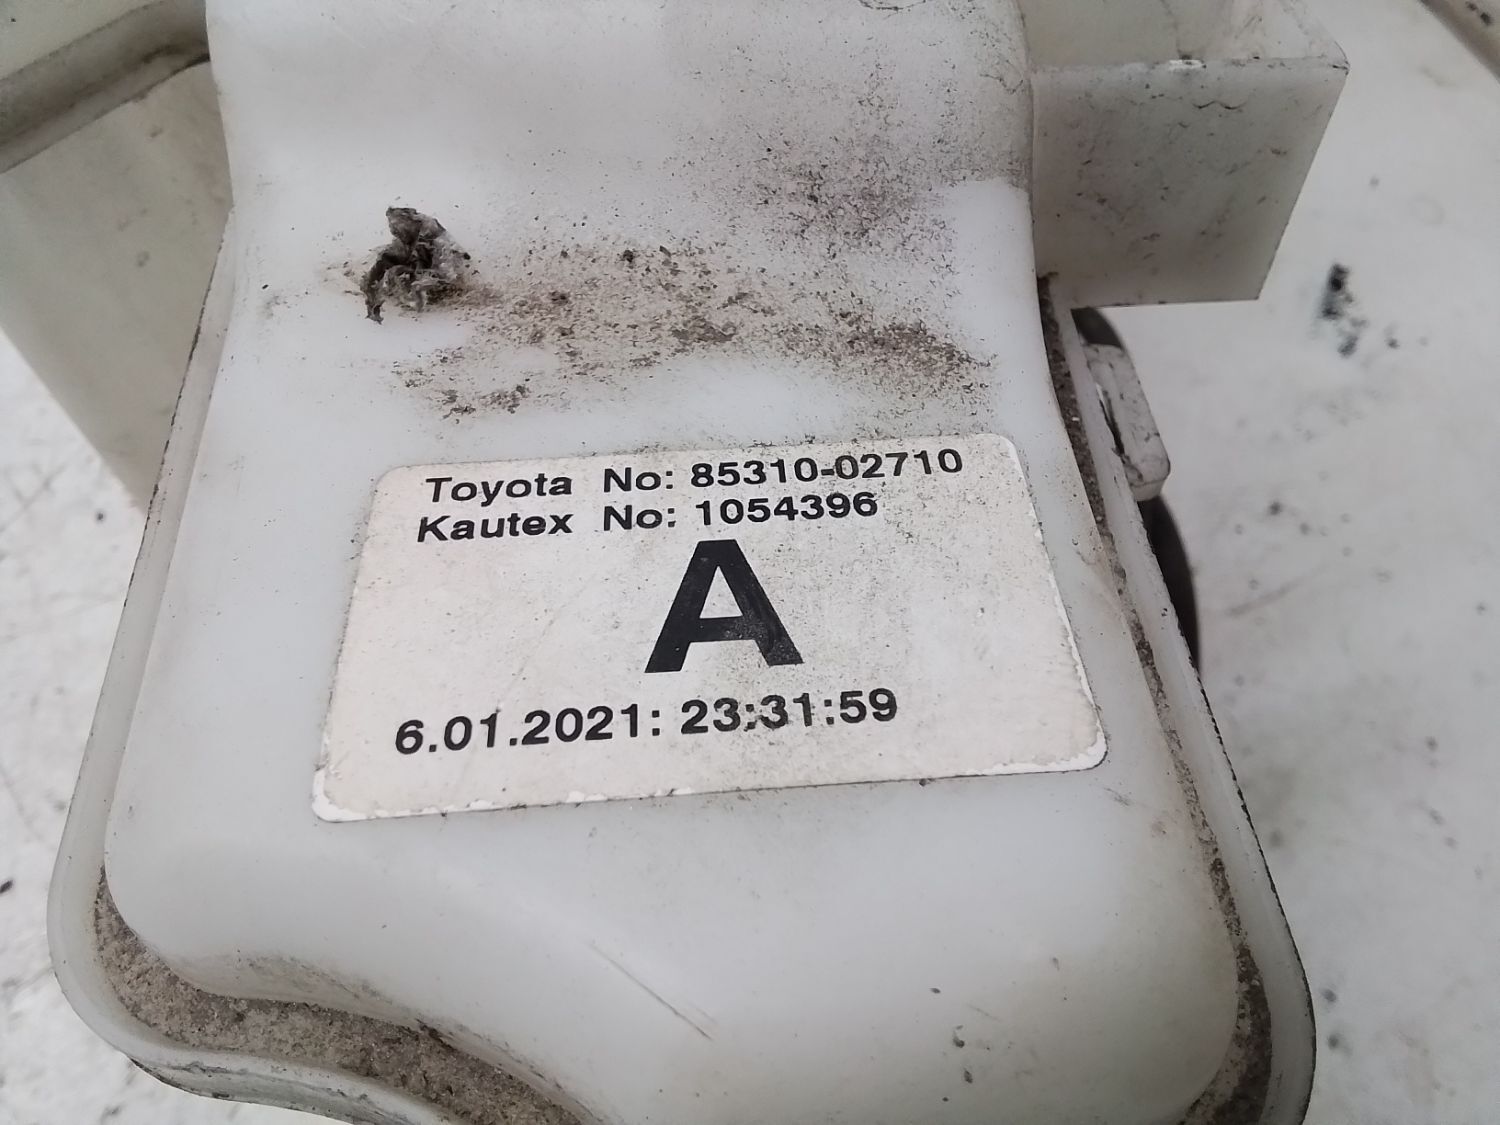 Toyota No: 85310-02710
Kautex No: 1054396
A
6.01.2021: 23:31:59